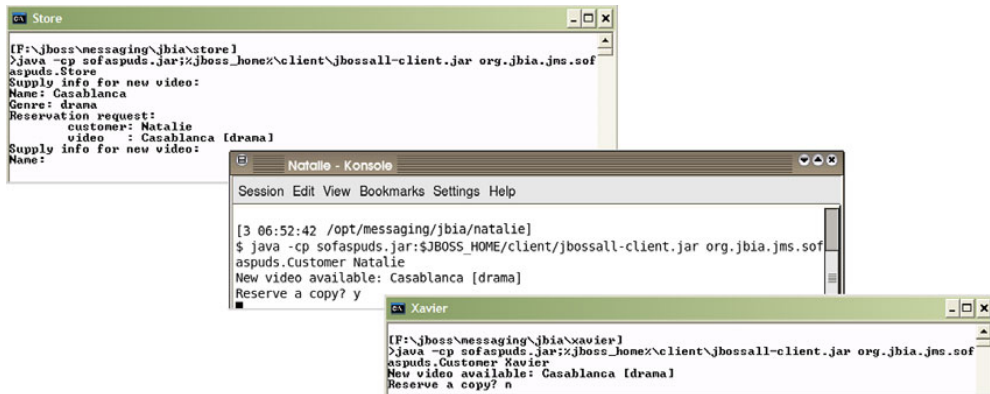 Store
[F:\jboss\messaging\jbia\store]
>java -cp sofaspuds.jar;%jboss_home%\client\jbossall-client.jar org.jbia.jms.sof
aspuds.Store
Supply info for new video:
Name: Casablanca
Genre: drama
Reservation request:
customer: Natalie
video : Casablanca [drama]
Supply info for new video:
Name:
Natalie - Konsole
Session Edit View Bookmarks Settings Help
[3 06:52:42 /opt/messaging/jbia/natalie]
$ java -cp sofaspuds.jar:$JBOSS_HOME/client/jbossall-client.jar org.jbia.jms.sof
aspuds.Customer Natalie
New video available: Casablanca [drama]
Reserve a copy? y
Xavier
[F:\jboss\messaging\jbia\xavier]
>java -cp sofaspuds.jar;%jboss_home%\client\jbossall-client.jar org.jbia.jms.sof
aspuds.Customer Xavier
New video available: Casablanca [drama]
Reserve a copy? n